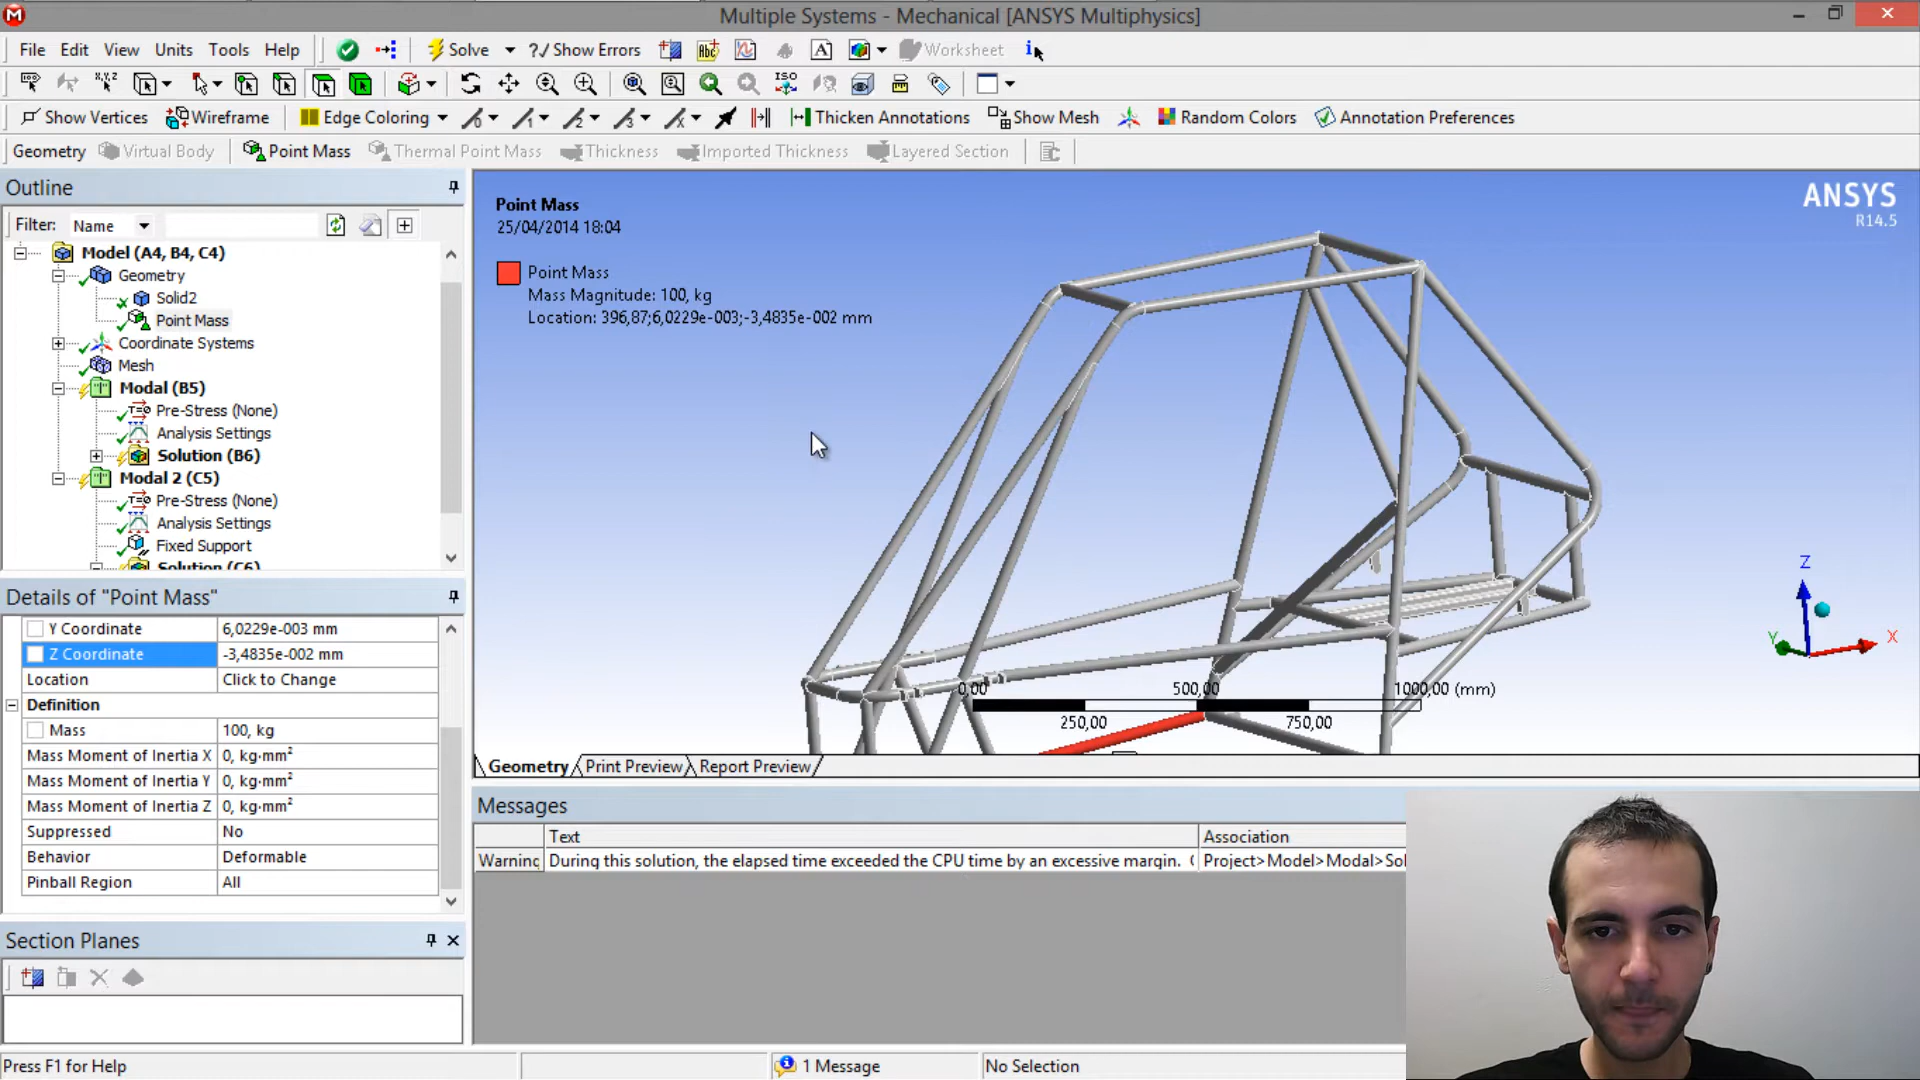 Multiple Systems - Mechanical [ANSYS Multiphysics]
File Edit View Units Tools Help Solve ?/ Show Errors Worksheet
Show Vertices Wireframe Edge Coloring Thicken Annotations Show Mesh Random Colors Annotation Preferences
Geometry Virtual Body Point Mass Thermal Point Mass Thickness Imported Thickness Layered Section
Outline
Filter: Name
Model (A4, B4, C4)
Geometry
Solid2
Point Mass
Coordinate Systems
Mesh
Modal (B5)
Pre-Stress (None)
Analysis Settings
Solution (B6)
Modal 2 (C5)
Pre-Stress (None)
Analysis Settings
Fixed Support
Solution (C6)
Details of "Point Mass"
Y Coordinate 6,0229e-003 mm
Z Coordinate -3,4835e-002 mm
Location Click to Change
Definition
Mass 100, kg
Mass Moment of Inertia X 0, kg·mm²
Mass Moment of Inertia Y 0, kg·mm²
Mass Moment of Inertia Z 0, kg·mm²
Suppressed No
Behavior Deformable
Pinball Region All
Section Planes
Press F1 for Help
Point Mass
25/04/2014 18:04
Point Mass
Mass Magnitude: 100, kg
Location: 396,87;6,0229e-003;-3,4835e-002 mm
ANSYS
R14.5
Z
Y
X
0,00 500,00 1000,00 (mm)
250,00 750,00
Geometry Print Preview Report Preview
Messages
Text Association
Warning During this solution, the elapsed time exceeded the CPU time by an excessive margin. Project>Model>Modal>So
1 Message No Selection